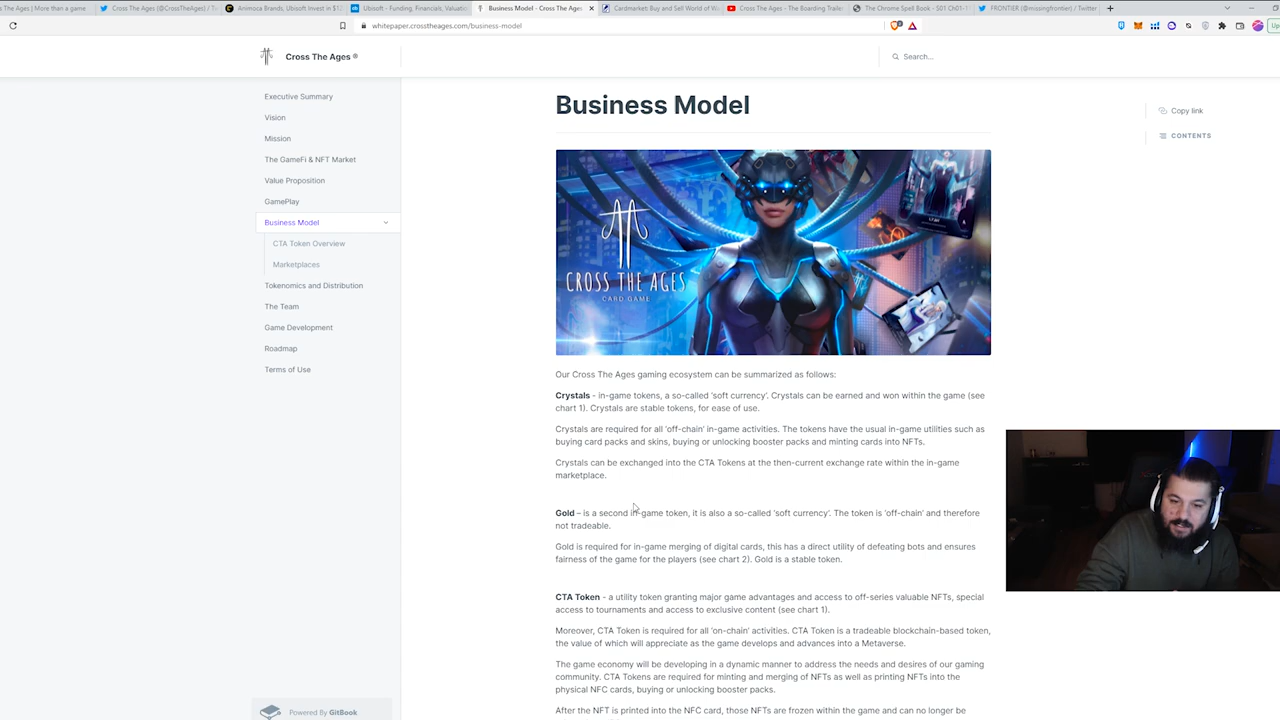 s The Ages | More than a game
Cross The Ages (@CrossTheAges) / T
Animoca Brands, Ubisoft Invest in $1
Ubisoft - Funding, Financials, Valuatio
Business Model - Cross The Ages
Cardmarket: Buy and Sell World of W
Cross The Ages - The Boarding Trailer
The Chrome Spell Book - S01 Ch01- T
FRONTIER (@missingfrontier) / Twitter
whitepaper.crosstheages.com/business-model
Up
Cross The Ages ®
Search...
Executive Summary
Vision
Mission
The GameFi & NFT Market
Value Proposition
GamePlay
Business Model
CTA Token Overview
Marketplaces
Tokenomics and Distribution
The Team
Game Development
Roadmap
Terms of Use
Powered By GitBook
Business Model
CROSS THE AGES
CARD GAME
Our Cross The Ages gaming ecosystem can be summarized as follows:
Crystals - in-game tokens, a so-called 'soft currency'. Crystals can be earned and won within the game (see
chart 1). Crystals are stable tokens, for ease of use.
Crystals are required for all 'off-chain' in-game activities. The tokens have the usual in-game utilities such as
buying card packs and skins, buying or unlocking booster packs and minting cards into NFTs.
Crystals can be exchanged into the CTA Tokens at the then-current exchange rate within the in-game
marketplace.
Gold – is a second in-game token, it is also a so-called 'soft currency'. The token is 'off-chain' and therefore
not tradeable.
Gold is required for in-game merging of digital cards, this has a direct utility of defeating bots and ensures
fairness of the game for the players (see chart 2). Gold is a stable token.
CTA Token - a utility token granting major game advantages and access to off-series valuable NFTs, special
access to tournaments and access to exclusive content (see chart 1).
Moreover, CTA Token is required for all 'on-chain' activities. CTA Token is a tradeable blockchain-based token,
the value of which will appreciate as the game develops and advances into a Metaverse.
The game economy will be developing in a dynamic manner to address the needs and desires of our gaming
community. CTA Tokens are required for minting and merging of NFTs as well as printing NFTs into the
physical NFC cards, buying or unlocking booster packs.
After the NFT is printed into the NFC card, those NFTs are frozen within the game and can no longer be
Copy link
CONTENTS